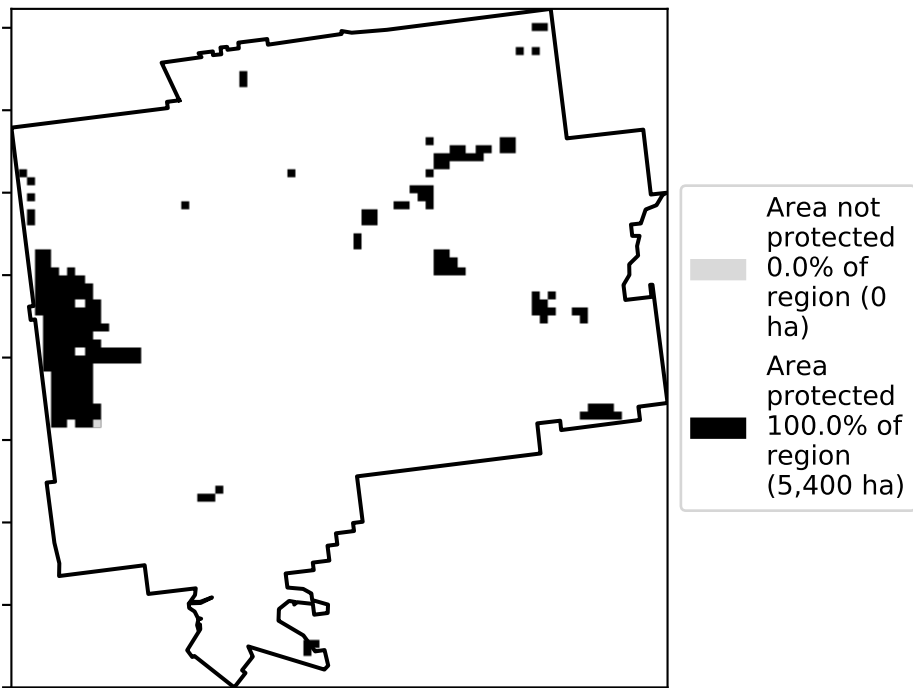 Area not
protected
0.0% of
region (0
ha)
Area
protected
100.0% of
region
(5,400 ha)